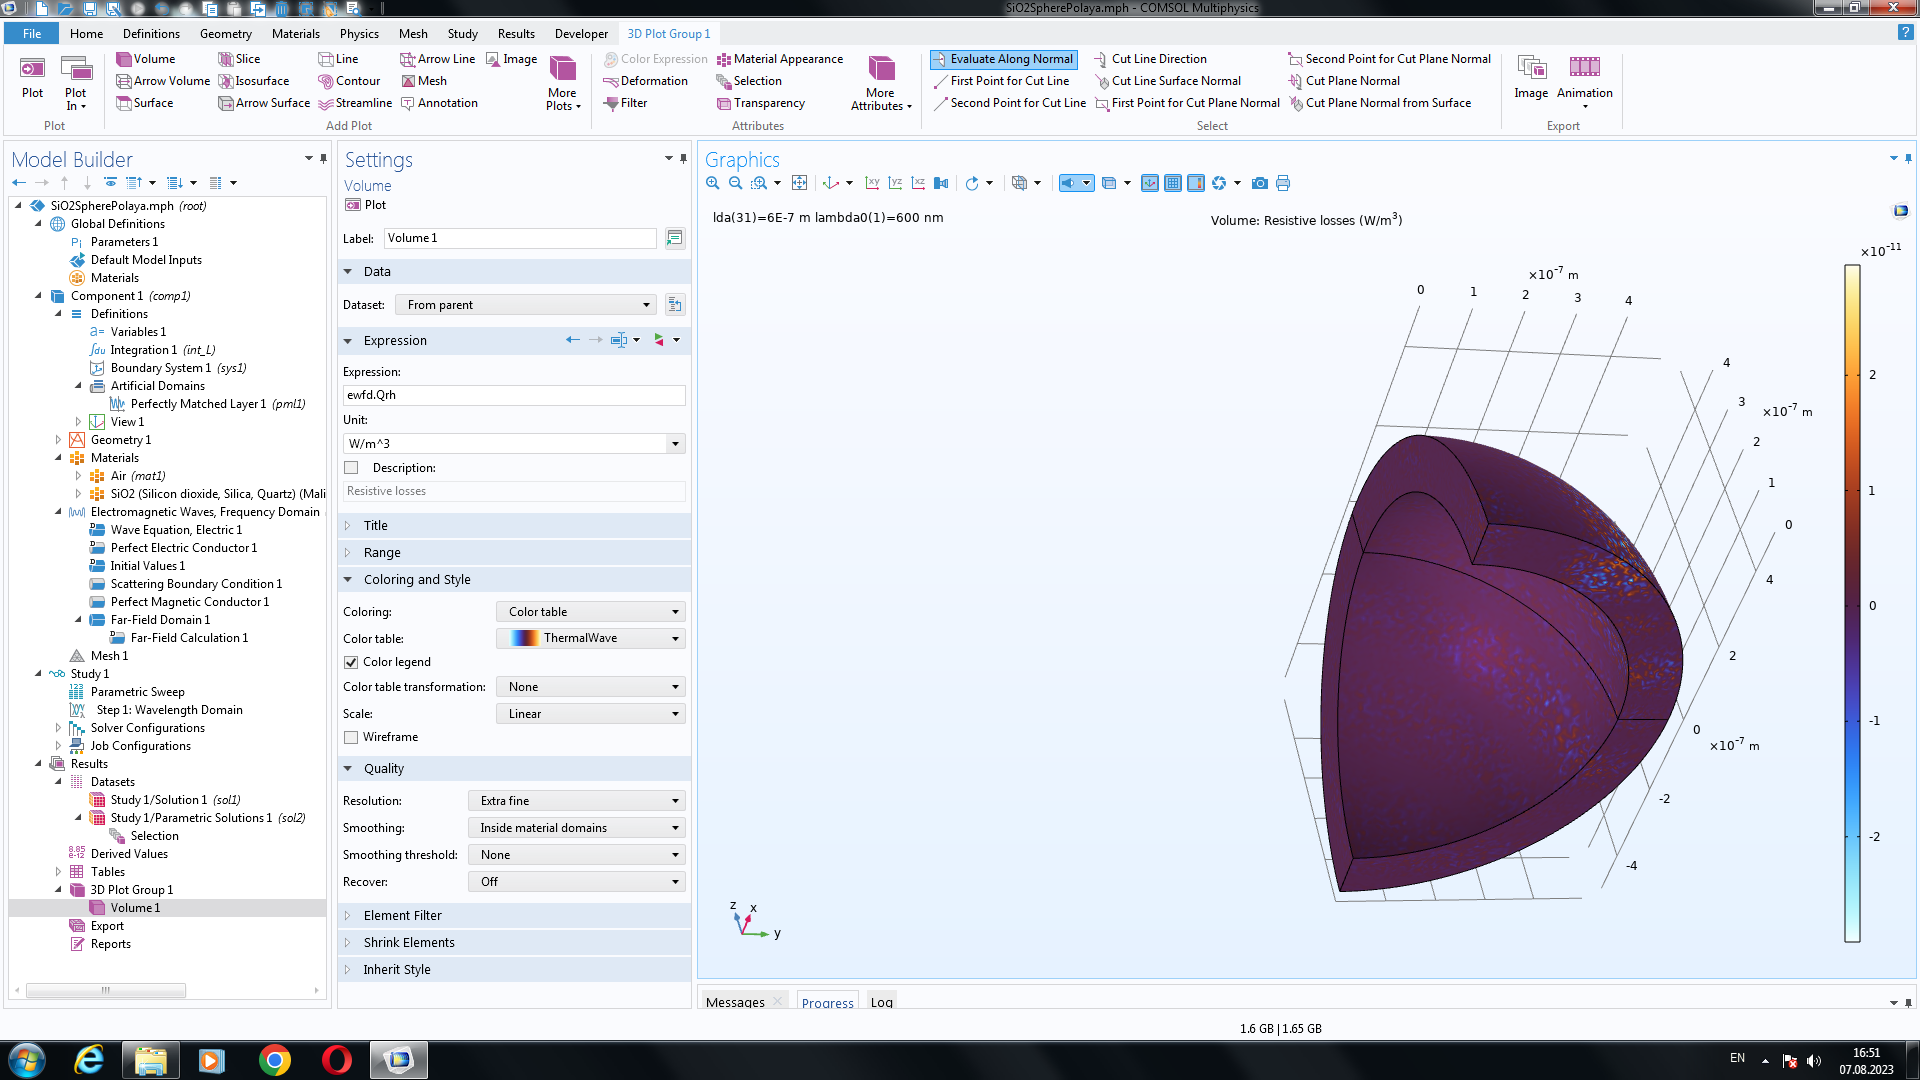 SiO2SpherePolaya.mph - COMSOL Multiphysics
File Home Definitions Geometry Materials Physics Mesh Study Results Developer 3D Plot Group 1
Plot
Plot In
Plot
Volume
Arrow Volume
Surface
Slice
Isosurface
Arrow Surface
Line
Contour
Streamline
Arrow Line
Mesh
Annotation
Image
More Plots
Add Plot
Color Expression
Deformation
Filter
Material Appearance
Selection
Transparency
More Attributes
Attributes
Evaluate Along Normal
First Point for Cut Line
Second Point for Cut Line
Cut Line Direction
Cut Line Surface Normal
First Point for Cut Plane Normal
Second Point for Cut Plane Normal
Cut Plane Normal
Cut Plane Normal from Surface
Select
Image
Animation
Export
Model Builder
SiO2SpherePolaya.mph (root)
Global Definitions
Parameters 1
Default Model Inputs
Materials
Component 1 (comp1)
Definitions
Variables 1
Integration 1 (int_L)
Boundary System 1 (sys1)
Artificial Domains
Perfectly Matched Layer 1 (pml1)
View 1
Geometry 1
Materials
Air (mat1)
SiO2 (Silicon dioxide, Silica, Quartz) (Mali
Electromagnetic Waves, Frequency Domain
Wave Equation, Electric 1
Perfect Electric Conductor 1
Initial Values 1
Scattering Boundary Condition 1
Perfect Magnetic Conductor 1
Far-Field Domain 1
Far-Field Calculation 1
Mesh 1
Study 1
Parametric Sweep
Step 1: Wavelength Domain
Solver Configurations
Job Configurations
Results
Datasets
Study 1/Solution 1 (sol1)
Study 1/Parametric Solutions 1 (sol2)
Selection
8.85 e-12 Derived Values
Tables
3D Plot Group 1
Volume 1
Export
Reports
Settings
Volume
Plot
Label: Volume 1
Data
Dataset: From parent
Expression
Expression:
ewfd.Qrh
Unit:
W/m^3
Description:
Resistive losses
Title
Range
Coloring and Style
Coloring: Color table
Color table: ThermalWave
Color legend
Color table transformation: None
Scale: Linear
Wireframe
Quality
Resolution: Extra fine
Smoothing: Inside material domains
Smoothing threshold: None
Recover: Off
Element Filter
Shrink Elements
Inherit Style
Graphics
xy yz xz
lda(31)=6E-7 m lambda0(1)=600 nm
Volume: Resistive losses (W/m³)
×10⁻¹¹
×10⁻⁷ m
0 1 2 3 4
4
3
×10⁻⁷ m
2
1
0
4
2
0
×10⁻⁷ m
-2
-4
2
1
0
-1
-2
z x
y
Messages Progress Log
1.6 GB | 1.65 GB
EN
16:51
07.08.2023